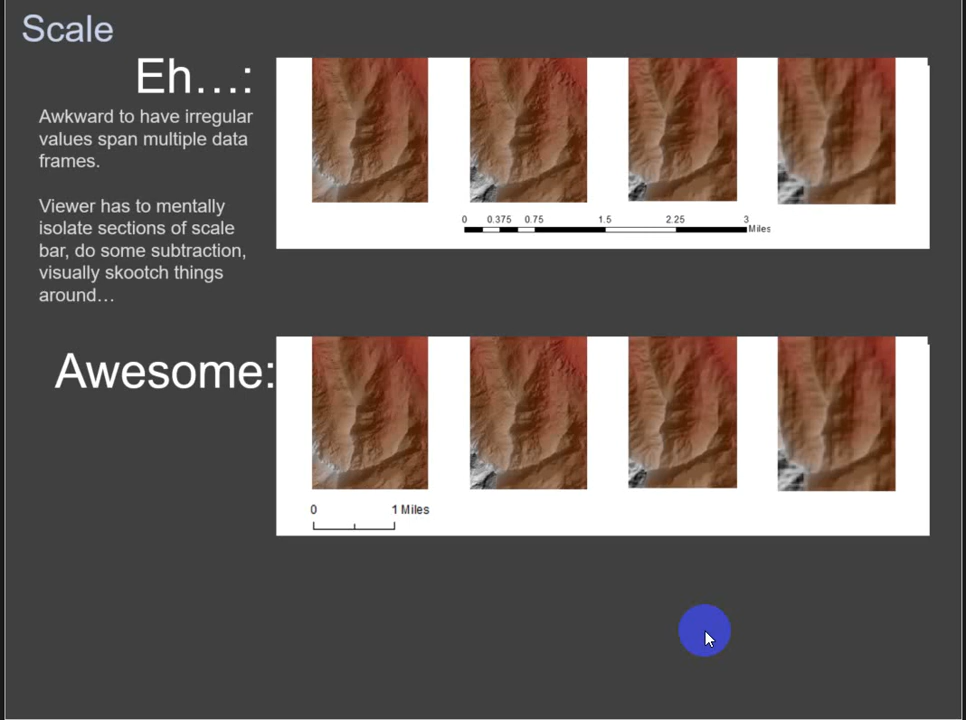 Scale
Eh...:
Awkward to have irregular
values span multiple data
frames.
Viewer has to mentally
isolate sections of scale
bar, do some subtraction,
visually skootch things
around...
0 0.375 0.75 1.5 2.25 3
Miles
Awesome:
0 1 Miles